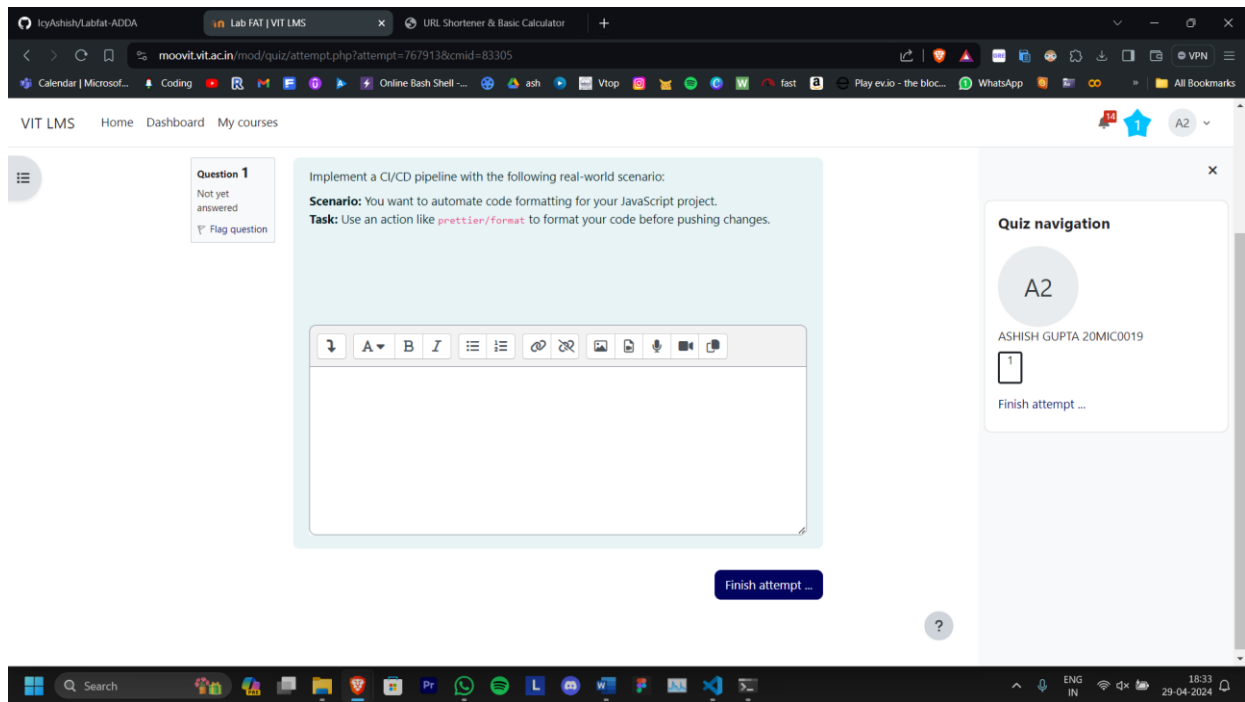 IcyAshish/Labfat-ADDA
Lab FAT | VIT LMS
URL Shortener & Basic Calculator
moovit.vit.ac.in/mod/quiz/attempt.php?attempt=767913&cmid=83305
VPN
Calendar | Microsof...
Coding
Online Bash Shell -...
ash
Vtop
fast
Play ev.io - the bloc...
WhatsApp
All Bookmarks
VIT LMS Home Dashboard My courses
14
1
A2
Question 1
Not yet
answered
Flag question
Implement a CI/CD pipeline with the following real-world scenario:
Scenario: You want to automate code formatting for your JavaScript project.
Task: Use an action like prettier/format to format your code before pushing changes.
A B I
Finish attempt ...
Quiz navigation
A2
ASHISH GUPTA 20MIC0019
1
Finish attempt ...
?
Search
Pr
L
ENG
IN
18:33
29-04-2024